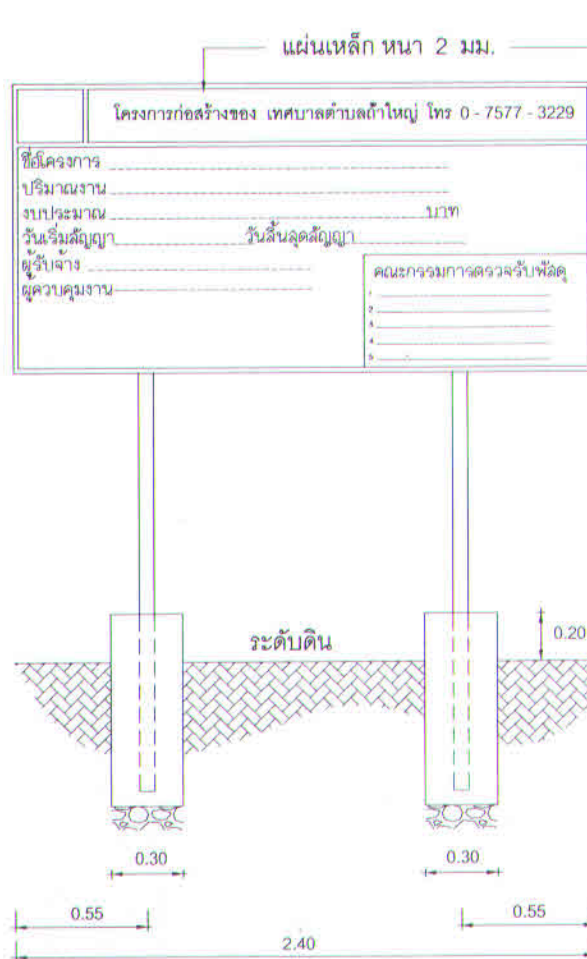 แผ่นเหล็ก หนา 2 มม.
โครงการก่อสร้างของ เทศบาลตำบลถ้ำใหญ่ โทร 0 - 7577 - 3229
ชื่อโครงการ
ปริมาณงาน
งบประมาณ บาท
วันเริ่มสัญญา วันสิ้นสุดสัญญา
ผู้รับจ้าง
ผู้ควบคุมงาน
คณะกรรมการตรวจรับพัสดุ
1
2
3
4
5
ระดับดิน
0.20
0.30 0.30
0.55 0.55
2.40